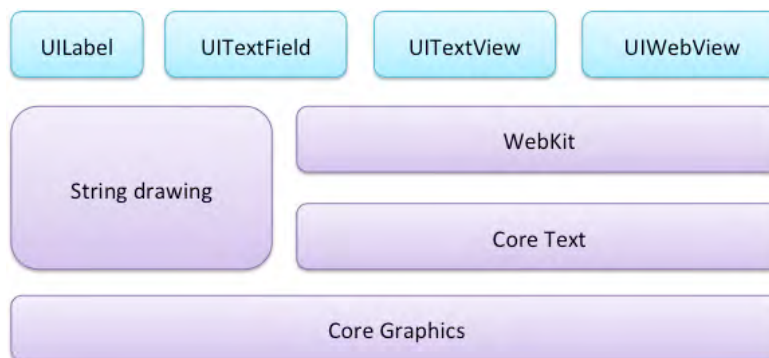 UILabel
UITextField
UITextView
UIWebView
WebKit
String drawing
Core Text
Core Graphics